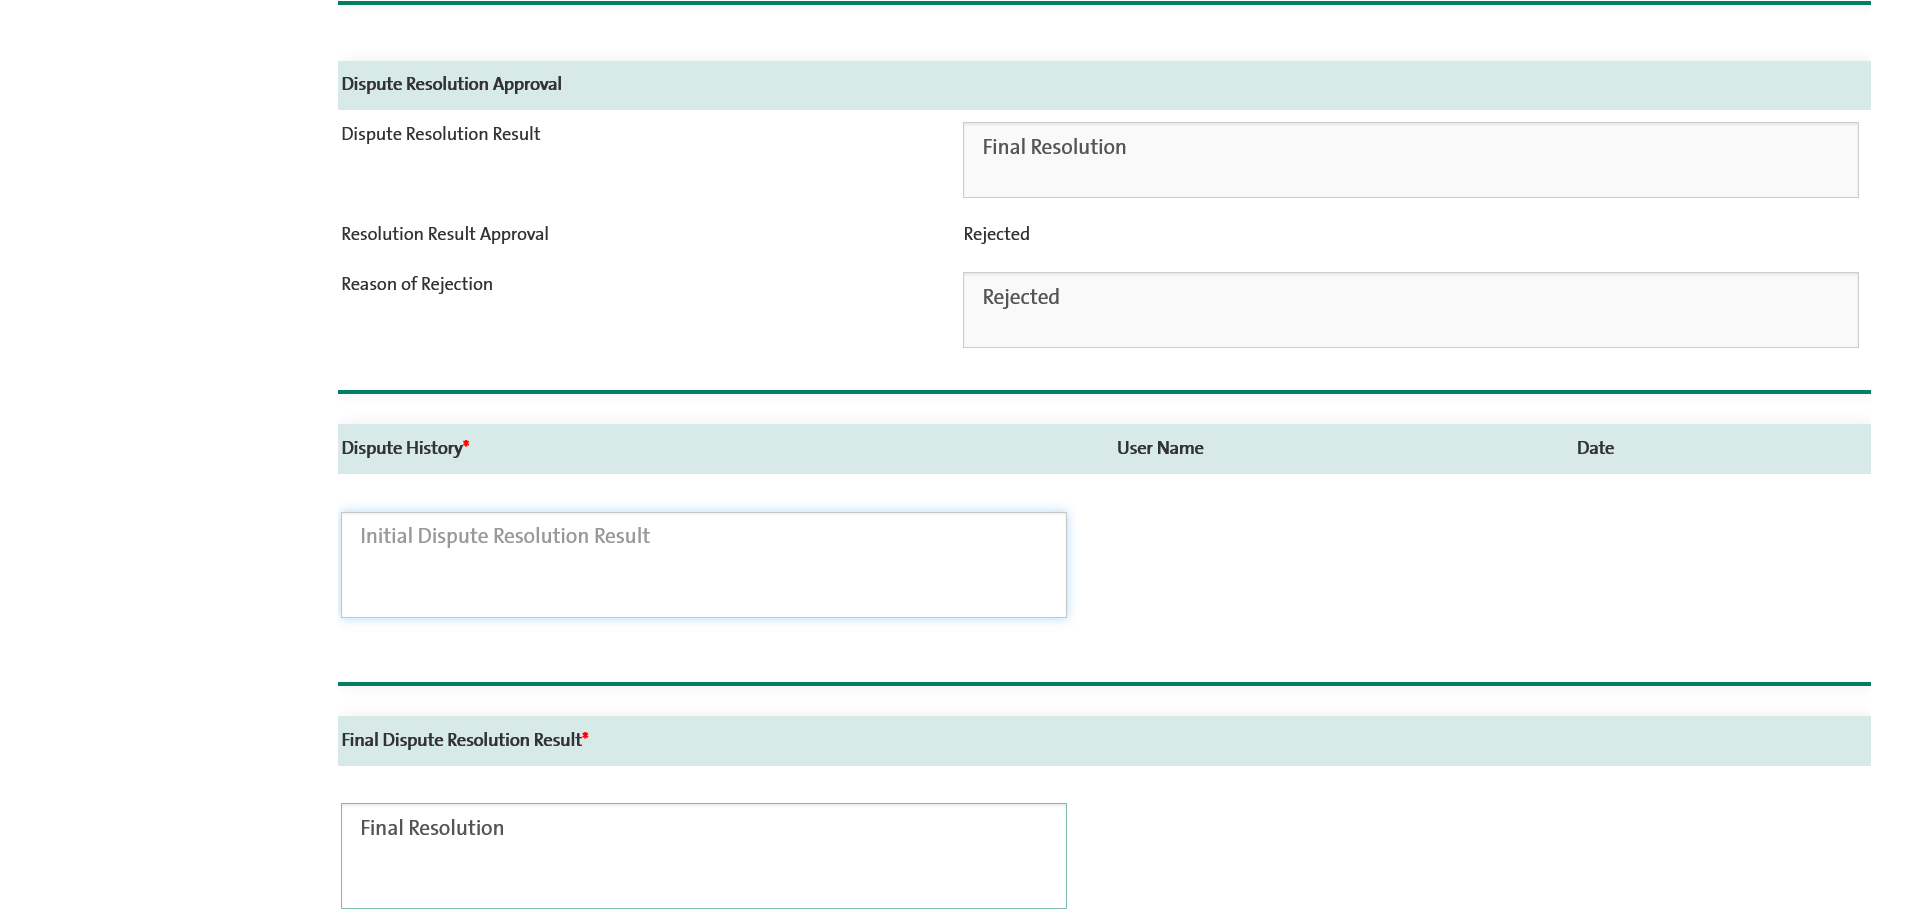 Dispute Resolution Approval
Dispute Resolution Result
Final Resolution
Resolution Result Approval
Rejected
Reason of Rejection
Rejected
Dispute History* User Name Date
Initial Dispute Resolution Result
Final Dispute Resolution Result*
Final Resolution